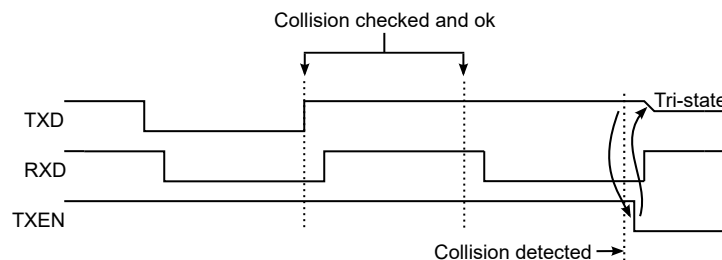 Collision checked and ok
Tri-state
TXD
RXD
TXEN
Collision detected